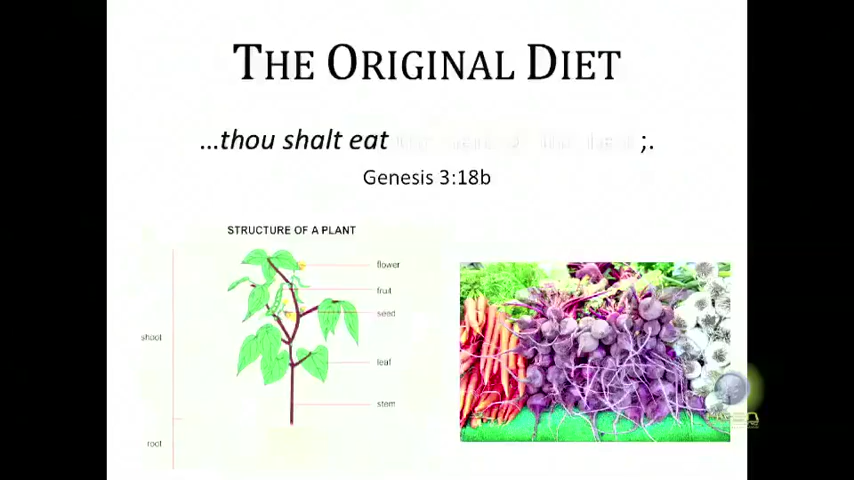 THE ORIGINAL DIET
...thou shalt eat ;.
Genesis 3:18b
STRUCTURE OF A PLANT
flower
fruit
seed
shoot
leaf
stem
root